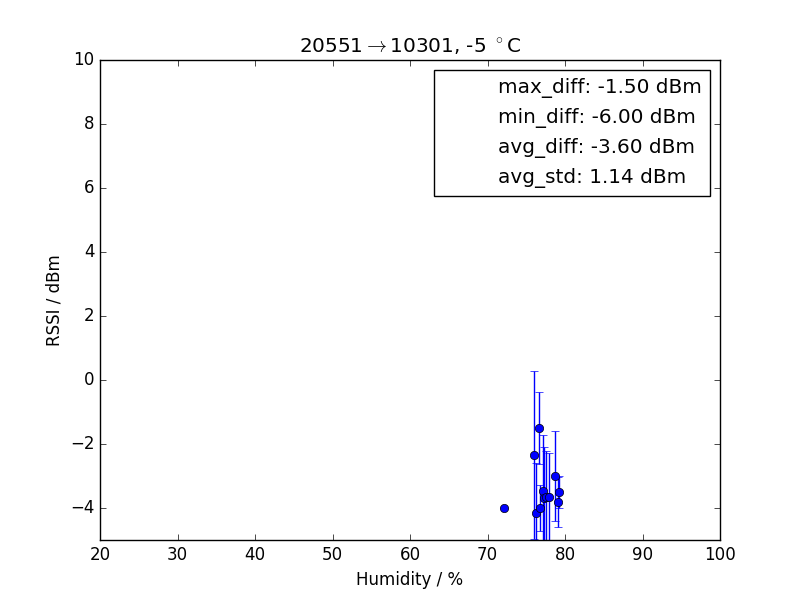 20551→10301, -5 °C
max_diff: -1.50 dBm
min_diff: -6.00 dBm
avg_diff: -3.60 dBm
avg_std: 1.14 dBm
RSSI / dBm
10
8
6
4
2
0
−2
−4
20 30 40 50 60 70 80 90 100
Humidity / %